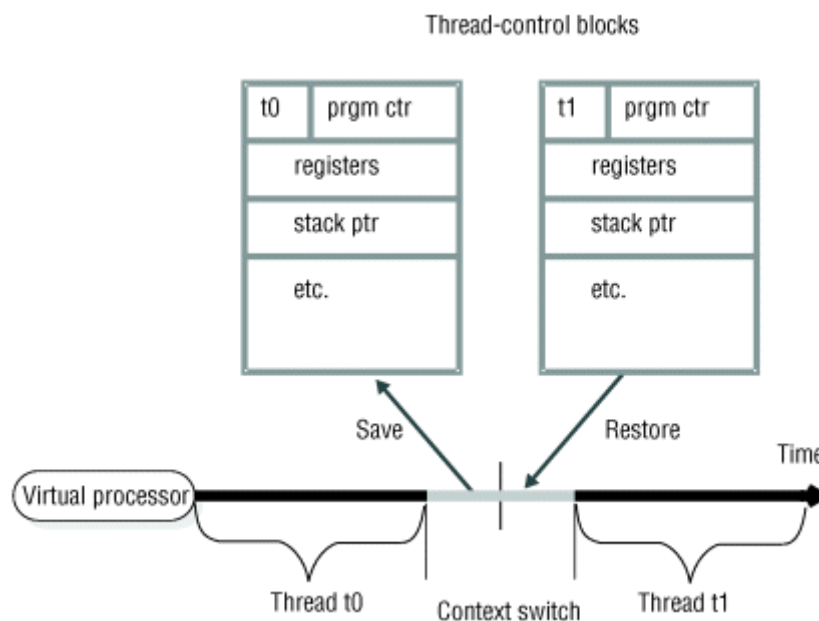 Thread-control blocks
t0 prgm ctr
registers
stack ptr
etc.
t1 prgm ctr
registers
stack ptr
etc.
Save
Restore
Time
Virtual processor
Thread t0
Context switch
Thread t1